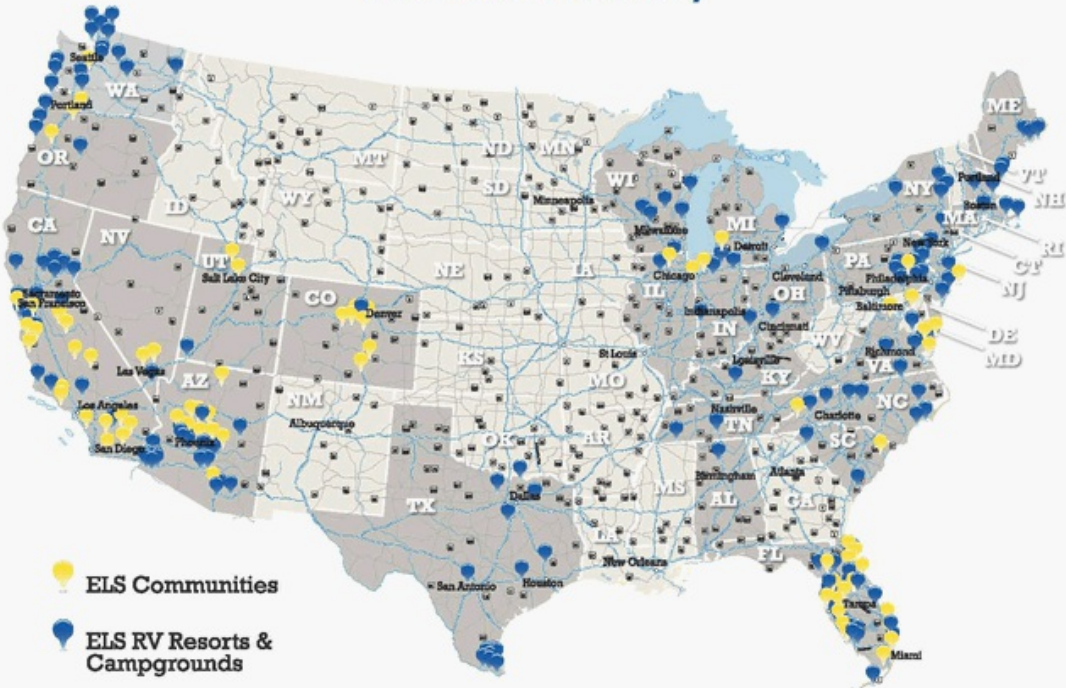 Seattle
WA
Portland
OR
ID
MT
ND
MN
SD
WY
Minneapolis
WI
Milwaukee
MI
Detroit
Chicago
ME
VT
NH
Portland
Boston
NY
MA
RI
CT
New York
NJ
PA
Philadelphia
Pittsburgh
Baltimore
DE
MD
Cleveland
OH
Cincinnati
Indianapolis
IN
IL
IA
NE
CA
NV
UT
Salt Lake City
CO
Denver
Sacramento
San Francisco
Las Vegas
AZ
KS
St Louis
MO
Louisville
KY
WV
Richmond
VA
NC
Charlotte
SC
Nashville
TN
Los Angeles
San Diego
Phoenix
NM
Albuquerque
OK
AR
MS
Birmingham
AL
Atlanta
GA
TX
Dallas
LA
New Orleans
San Antonio
Houston
FL
Tampa
Miami
ELS Communities
ELS RV Resorts &
Campgrounds